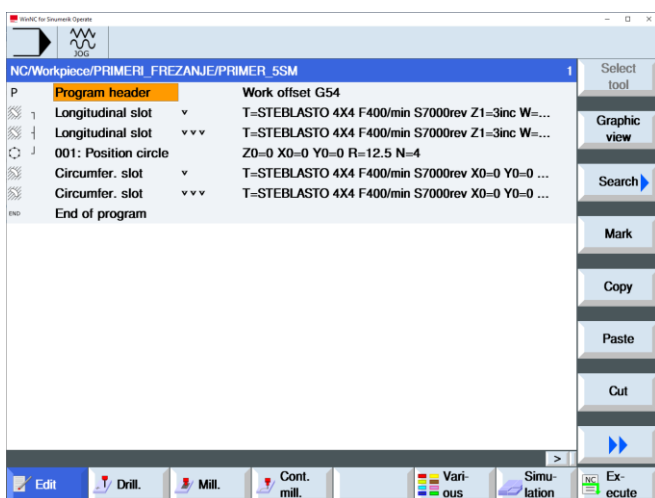 WinNC for Sinumerik Operate
JOG
NC/Workpiece/PRIMERI_FREZANJE/PRIMER_5SM 1
P Program header Work offset G54
Longitudinal slot v T=STEBLASTO 4X4 F400/min S7000rev Z1=3inc W=...
Longitudinal slot vvv T=STEBLASTO 4X4 F400/min S7000rev Z1=3inc W=...
001: Position circle Z0=0 X0=0 Y0=0 R=12.5 N=4
Circumfer. slot v T=STEBLASTO 4X4 F400/min S7000rev X0=0 Y0=0 ...
Circumfer. slot vvv T=STEBLASTO 4X4 F400/min S7000rev X0=0 Y0=0 ...
END End of program
>
Select
tool
Graphic
view
Search
Mark
Copy
Paste
Cut
Edit
Drill.
Mill.
Cont.
mill.
Vari-
ous
Simu-
lation
NC Ex-
ecute